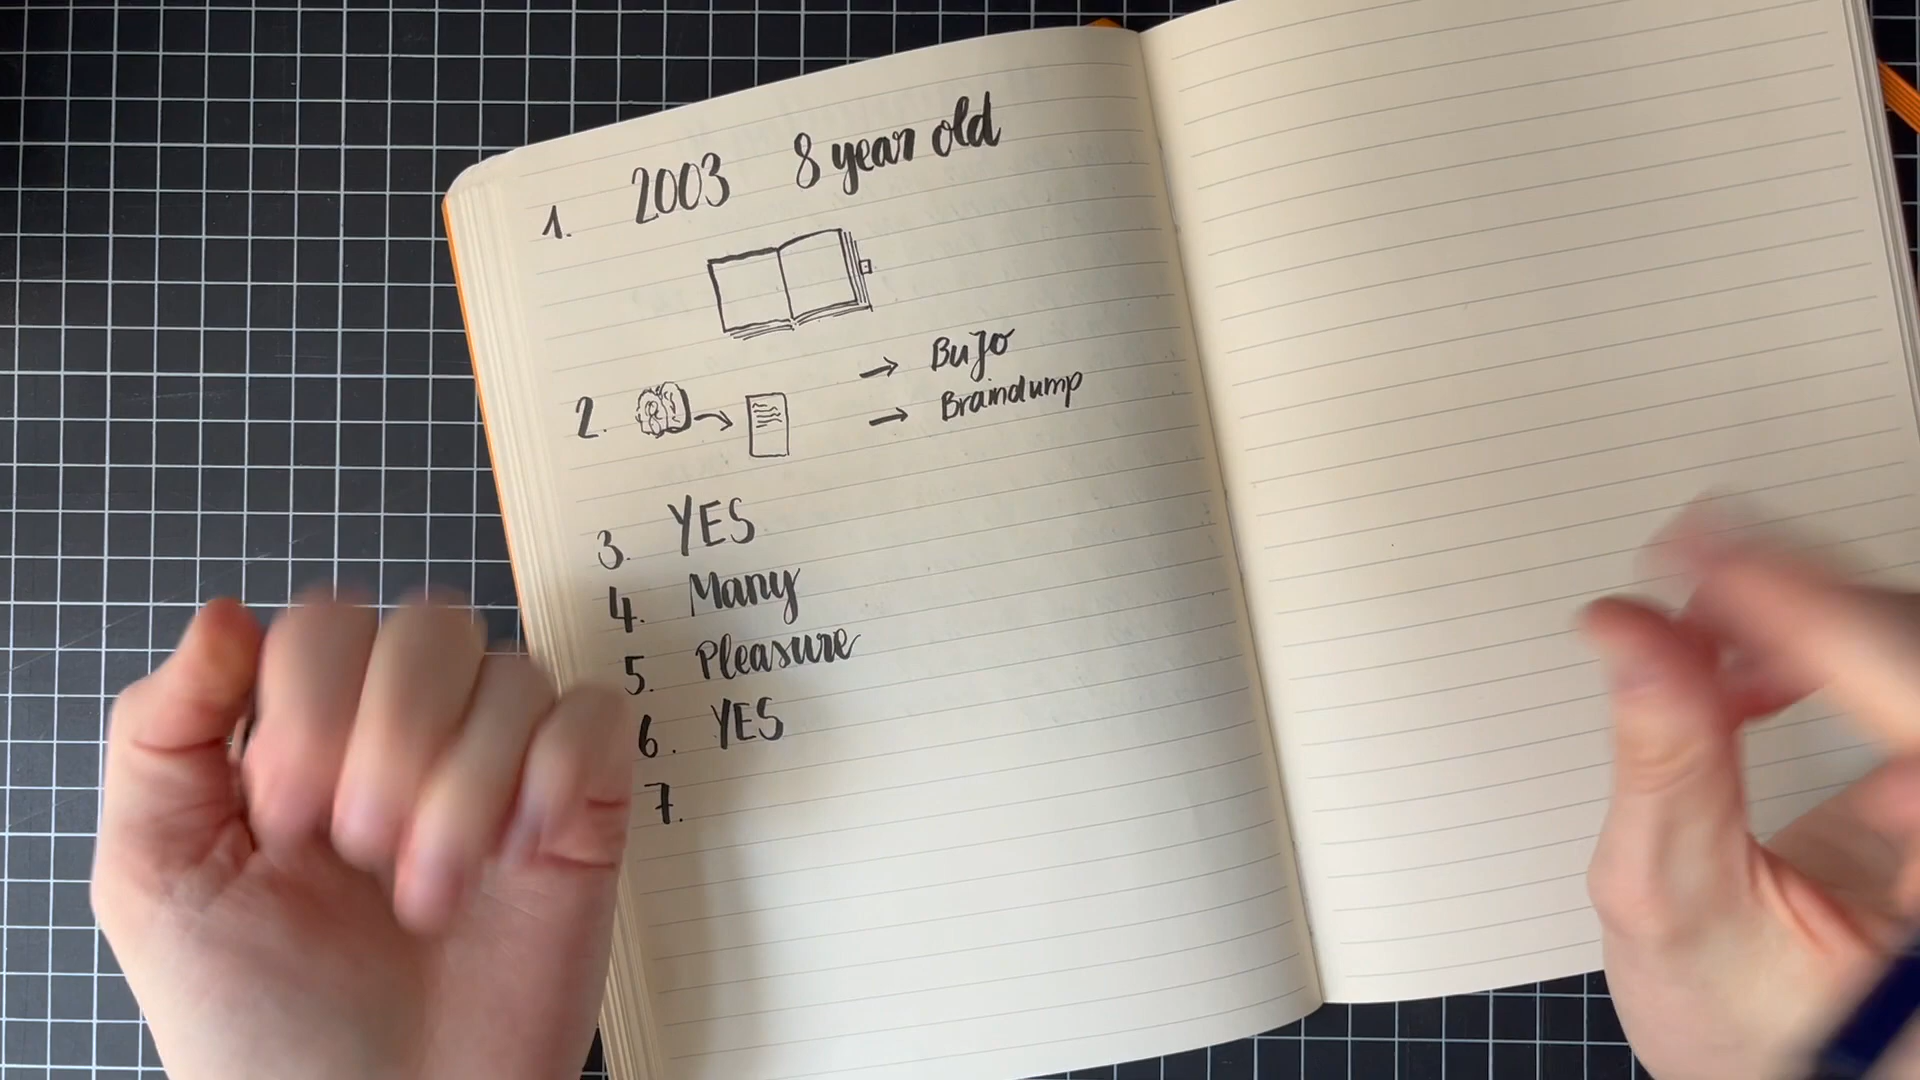 1. 2003 8 year old
2. → BuJo
→ Braindump
3. YES
4. Many
5. Pleasure
6. YES
7.